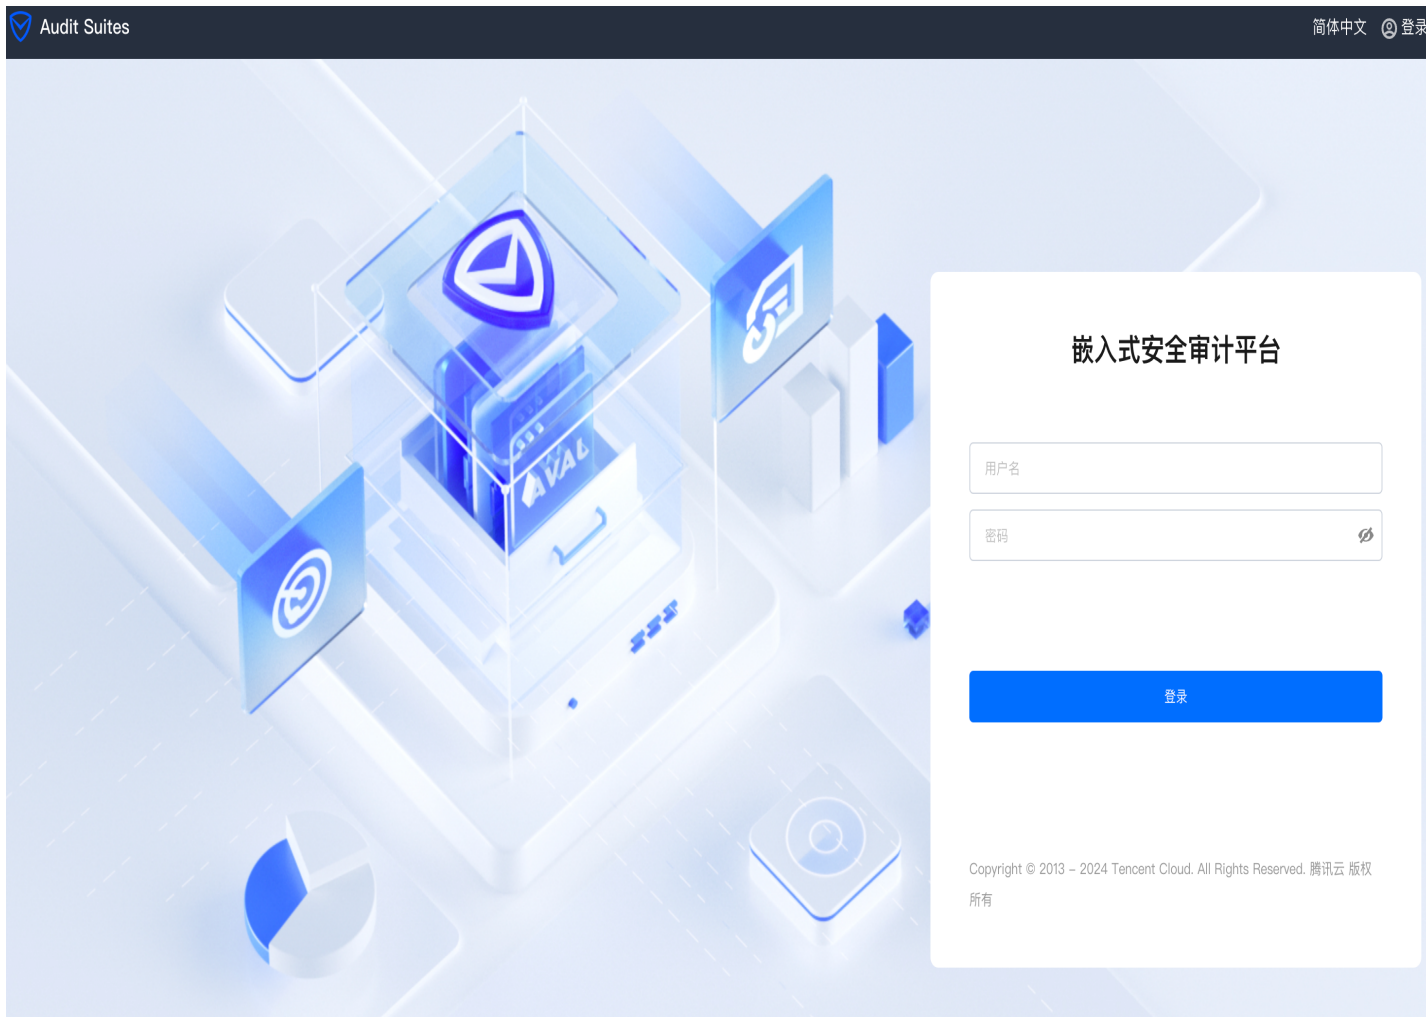 Audit Suites
简体中文 登录
嵌入式安全审计平台
用户名
密码
登录
Copyright © 2013 – 2024 Tencent Cloud. All Rights Reserved. 腾讯云 版权
所有